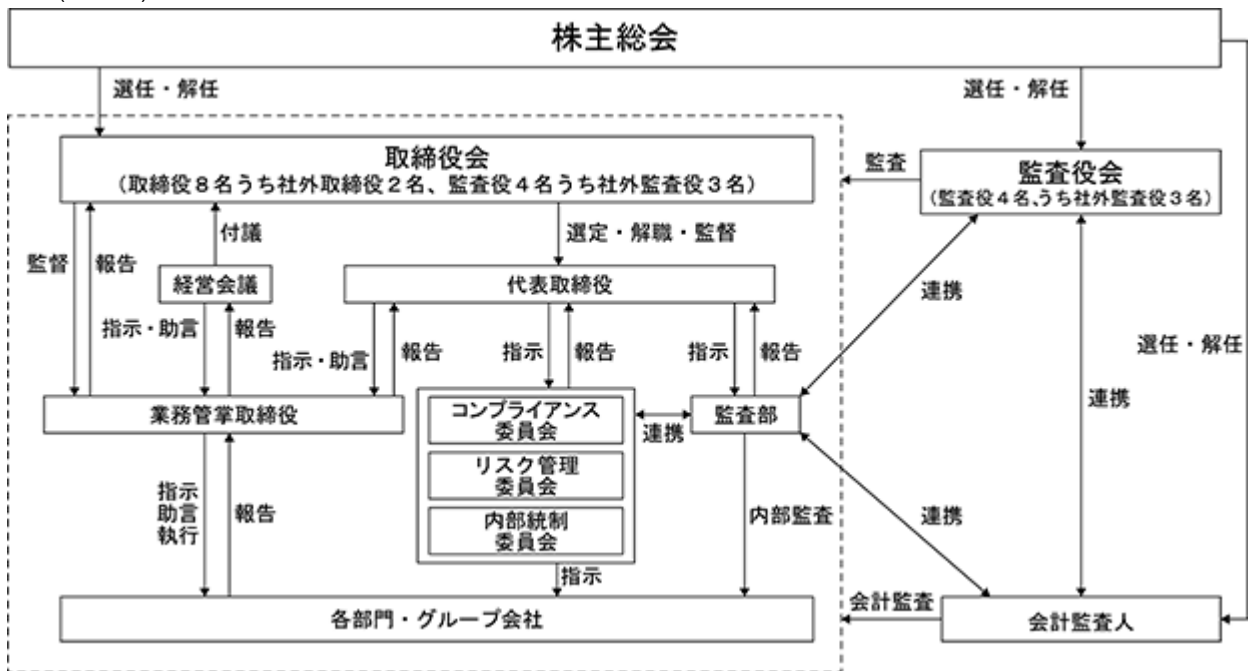 株主総会
選任・解任
選任・解任
取締役会
（取締役８名うち社外取締役２名、監査役４名うち社外監査役３名）
監査
監査役会
（監査役４名、うち社外監査役３名）
監督
報告
付議
選定・解職・監督
経営会議
代表取締役
連携
指示・助言
報告
指示・助言
報告
指示
報告
指示
報告
選任・解任
業務管掌取締役
コンプライアンス
委員会
連携
監査部
連携
リスク管理
委員会
指示
助言
執行
報告
内部統制
委員会
内部監査
連携
指示
各部門・グループ会社
会計監査
会計監査人